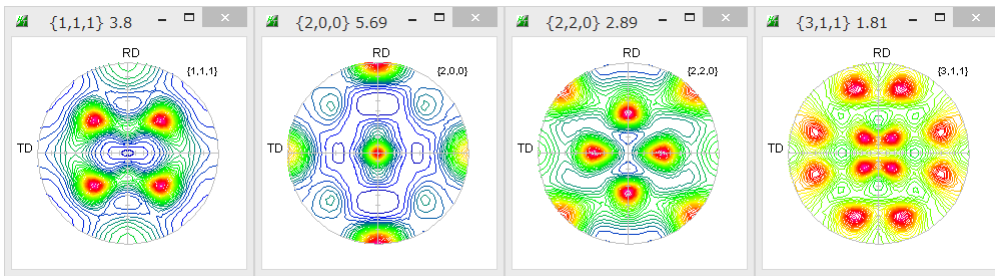 {1,1,1} 3.8
RD
{1,1,1}
TD
{2,0,0} 5.69
RD
{2,0,0}
TD
{2,2,0} 2.89
RD
{2,2,0}
TD
{3,1,1} 1.81
RD
{3,1,1}
TD